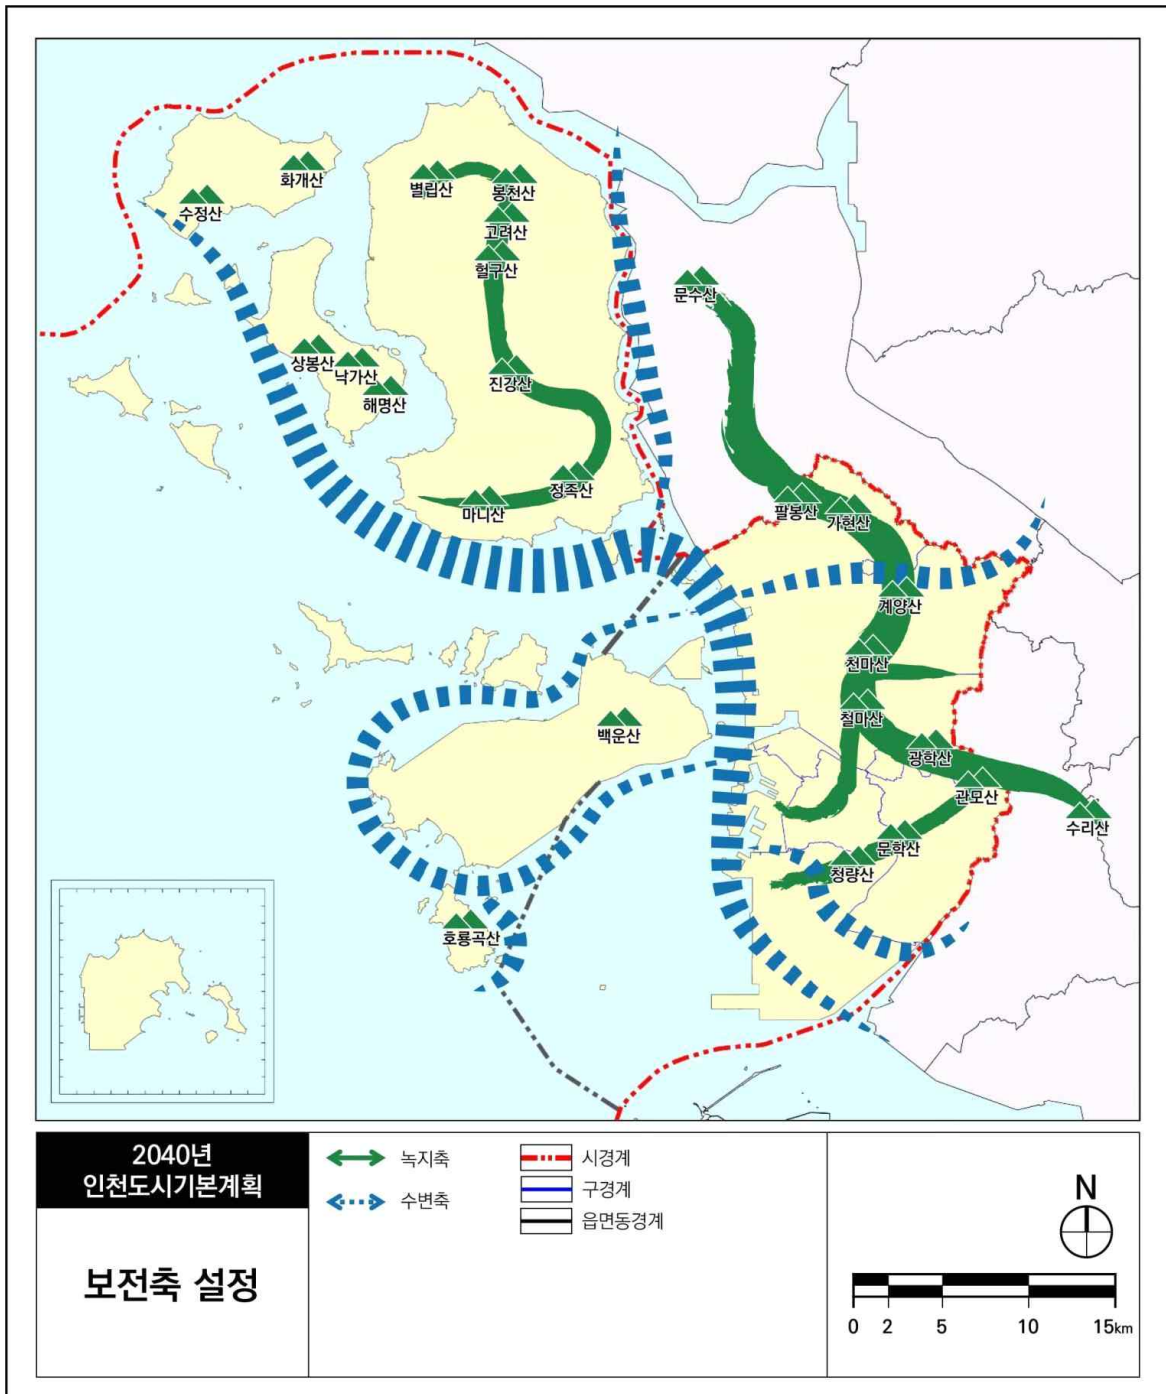 화개산
수정산
별립산
봉천산
고려산
혈구산
문수산
상봉산
낙가산
해명산
진강산
정족산
마니산
팔봉산
가현산
계양산
천마산
철마산
백운산
광학산
관모산
수리산
문학산
청량산
호룡곡산
2040년
인천도시기본계획
보전축 설정
녹지축
수변축
시경계
구경계
읍면동경계
N
0 2 5 10 15km